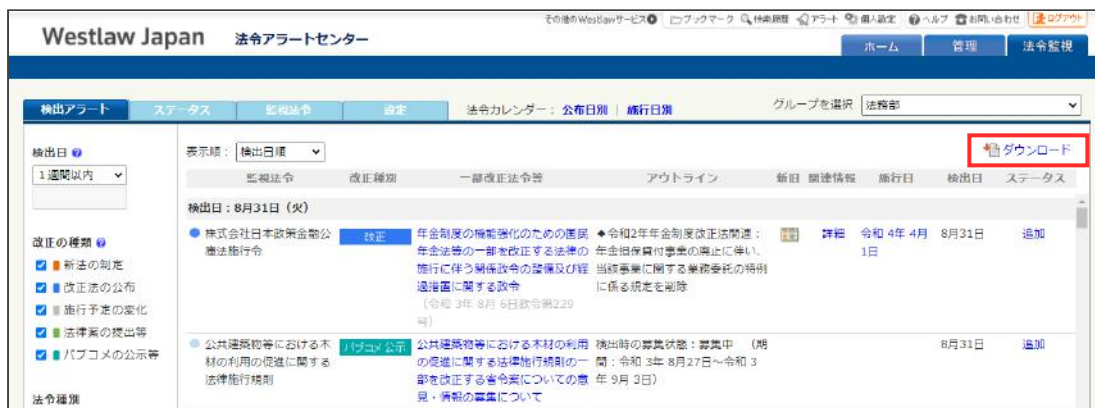 その他のWestlawサービス ブックマーク 検索履歴 アラート 個人設定 ヘルプ お問い合わせ ログアウト
Westlaw Japan 法令アラートセンター
ホーム 管理 法令監視
検出アラート ステータス 監視法令 設定 法令カレンダー： 公布日別 | 施行日別 グループを選択 法務部
検出日
1週間以内
改正の種類
新法の制定
改正法の公布
施行予定の変化
法律案の提出等
パブコメの公示等
法令種別
表示順： 検出日順
ダウンロード
監視法令 改正種別 一部改正法令等 アウトライン 新旧 関連情報 施行日 検出日 ステータス
検出日：8月31日（火）
株式会社日本政策金融公
庫法施行令
改正
年金制度の機能強化のための国民
年金法等の一部を改正する法律の
施行に伴う関係政令の整備及び経
過措置に関する政令
（令和 3年 8月 6日政令第229
号）
◆令和2年年金制度改正法関連：
年金担保貸付事業の廃止に伴い、
当該事業に関する業務委託の特例
に係る規定を削除
詳細
令和 4年 4月
1日
8月31日
追加
公共建築物等における木
材の利用の促進に関する
法律施行規則
パブコメ公示
公共建築物等における木材の利用
の促進に関する法律施行規則の一
部を改正する省令案についての意
見・情報の募集について
検出時の募集状態：募集中 （期
間：令和 3年 8月27日～令和 3
年 9月 3日）
8月31日
追加